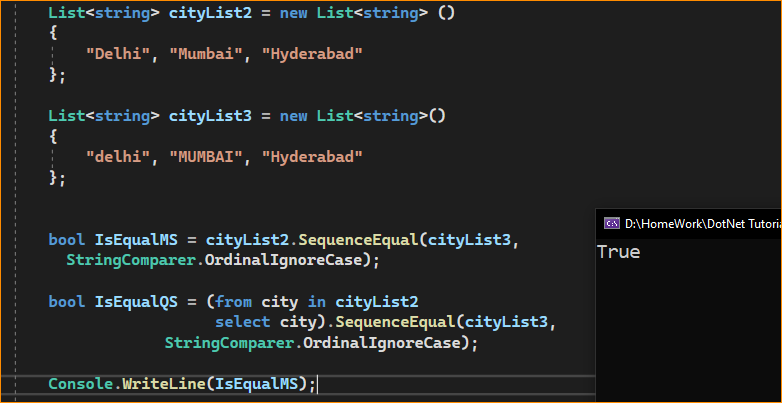 List<string> cityList2 = new List<string> ()
{
"Delhi", "Mumbai", "Hyderabad"
};
List<string> cityList3 = new List<string>()
{
"delhi", "MUMBAI", "Hyderabad"
};
bool IsEqualMS = cityList2.SequenceEqual(cityList3,
StringComparer.OrdinalIgnoreCase);
bool IsEqualQS = (from city in cityList2
select city).SequenceEqual(cityList3,
StringComparer.OrdinalIgnoreCase);
Console.WriteLine(IsEqualMS);
D:\HomeWork\DotNet Tutoria
True